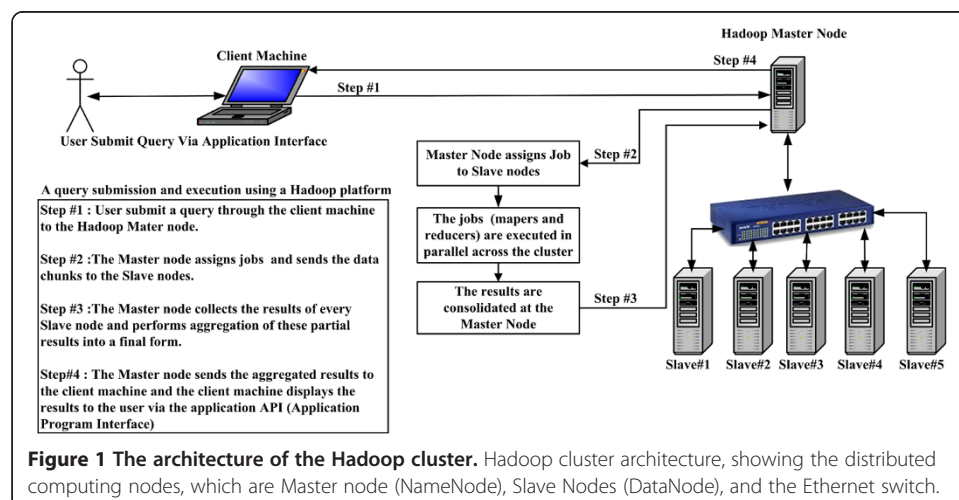 Hadoop Master Node
Client Machine
Step #4
Step #1
User Submit Query Via Application Interface
Step #2
Master Node assigns Job
to Slave nodes
The jobs (mapers and
reducers) are executed in
parallel across the cluster
The results are
consolidated at the
Master Node
Step #3
A query submission and execution using a Hadoop platform
Step #1 : User submit a query through the client machine
to the Hadoop Mater node.
Step #2 :The Master node assigns jobs and sends the data
chunks to the Slave nodes.
Step #3 :The Master node collects the results of every
Slave node and performs aggregation of these partial
results into a final form.
Step#4 : The Master node sends the aggregated results to
the client machine and the client machine displays the
results to the user via the application API (Application
Program Interface)
Slave#1
Slave#2
Slave#3
Slave#4
Slave#5
Figure 1 The architecture of the Hadoop cluster. Hadoop cluster architecture, showing the distributed
computing nodes, which are Master node (NameNode), Slave Nodes (DataNode), and the Ethernet switch.